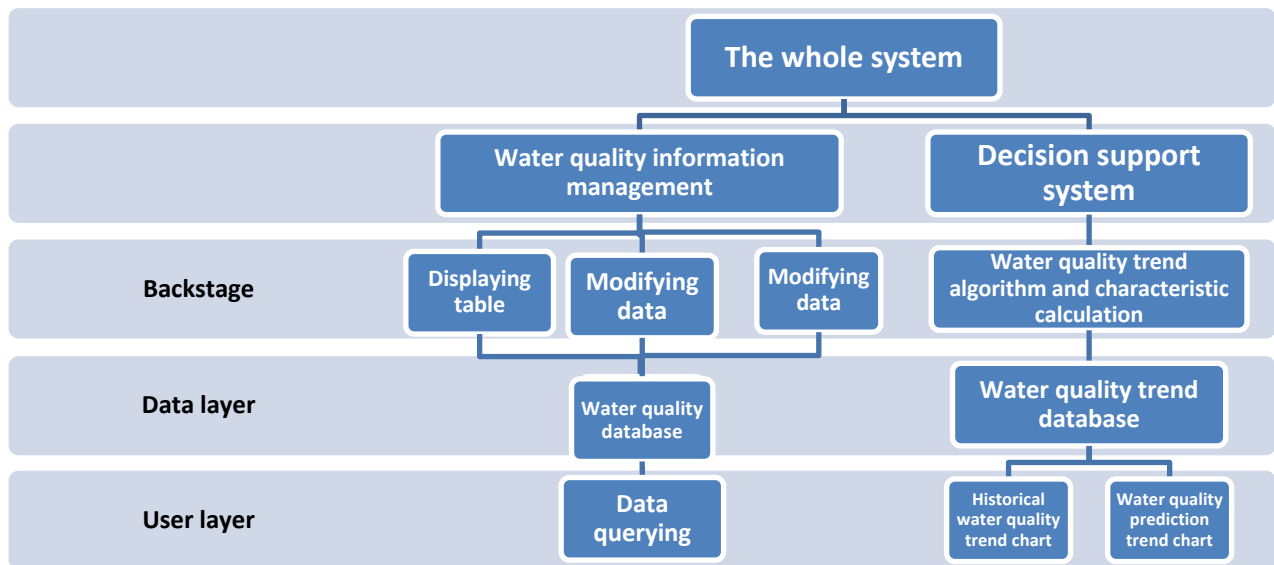 The whole system
Water quality information
management
Decision support
system
Backstage
Displaying
table
Modifying
data
Modifying
data
Water quality trend
algorithm and characteristic
calculation
Data layer
Water quality
database
Water quality trend
database
User layer
Data
querying
Historical
water quality
trend chart
Water quality
prediction
trend chart